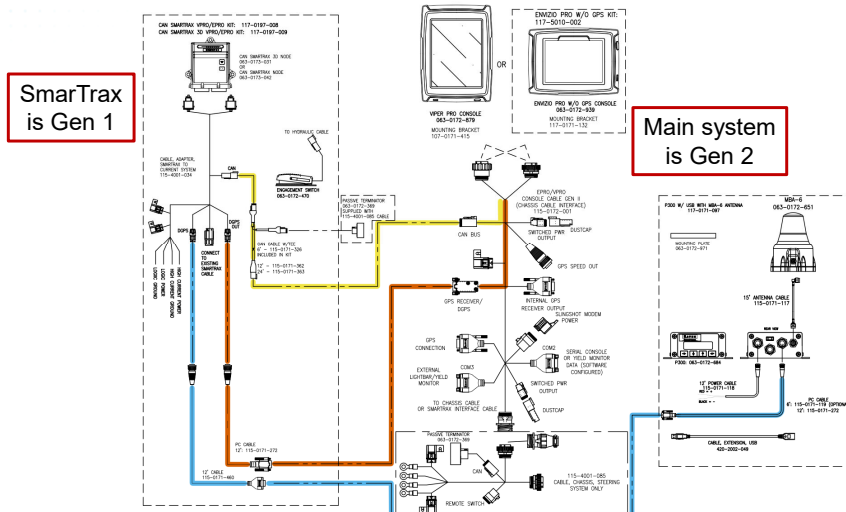 CAN SMARTRAX VPRO/EPRO KIT: 117-0197-008
CAN SMARTRAX 3D VPRO/EPRO KIT: 117-0197-009
CAN SMARTRAX 3D NODE
063-0173-031
OR
CAN SMARTRAX NODE
063-0173-042
SmarTrax
is Gen 1
TO HYDRAULIC CABLE
CAN
CABLE, ADAPTER,
SMARTRAX TO
CURRENT SYSTEM
115-4001-034
ENGAGEMENT SWITCH
063-0172-470
DGPS
DGPS
OUT
CONNECT
TO
EXISTING
SMARTRAX
CABLE
HIGH CURRENT POWER
HIGH CURRENT GROUND
LOGIC POWER
LOGIC GROUND
CAN CABLE W/TEE
6' - 115-0171-326
INCLUDED IN KIT
12' - 115-0171-362
24' - 115-0171-363
PASSIVE TERMINATOR
063-0172-369
SUPPLIED WITH
115-4001-085 CABLE
PC CABLE
12': 115-0171-272
12' CABLE
115-0171-460
OR
VIPER PRO CONSOLE
063-0172-879
MOUNTING BRACKET
107-0171-415
ENVIZIO PRO W/O GPS KIT:
117-5010-002
ENVIZIO PRO W/O GPS CONSOLE
063-0172-939
MOUNTING BRACKET
117-0171-132
Main system
is Gen 2
EPRO/VPRO
CONSOLE CABLE GEN II
(CHASSIS CABLE INTERFACE)
115-0172-001
CAN BUS
SWITCHED PWR
OUTPUT
DUSTCAP
GPS SPEED OUT
GPS RECEIVER/
DGPS
INTERNAL GPS
RECEIVER OUTPUT
SLINGSHOT MODEM
POWER
GPS
CONNECTION
COM2
SERIAL CONSOLE
OR YIELD MONITOR
DATA (SOFTWARE
CONFIGURED)
COM3
EXTERNAL
LIGHTBAR/YIELD
MONITOR
SWITCHED PWR
OUTPUT
DUSTCAP
TO CHASSIS CABLE
OR SMARTRAX INTERFACE CABLE
PASSIVE TERMINATOR
063-0172-369
CAN
REMOTE SWITCH
115-4001-085
CABLE, CHASSIS, STEERING
SYSTEM ONLY
P300 W/ USB WITH MBA-6 ANTENNA
117-0171-097
MBA-6
063-0172-651
MOUNTING PLATE
063-0172-971
15' ANTENNA CABLE
115-0171-117
REAR VIEW
P300: 063-0172-684
12' POWER CABLE
115-0171-118
RED = +
BLACK = -
PC CABLE
6': 115-0171-119 (OPTIONA
12': 115-0171-272
CABLE, EXTENSION, USB
420-2002-049